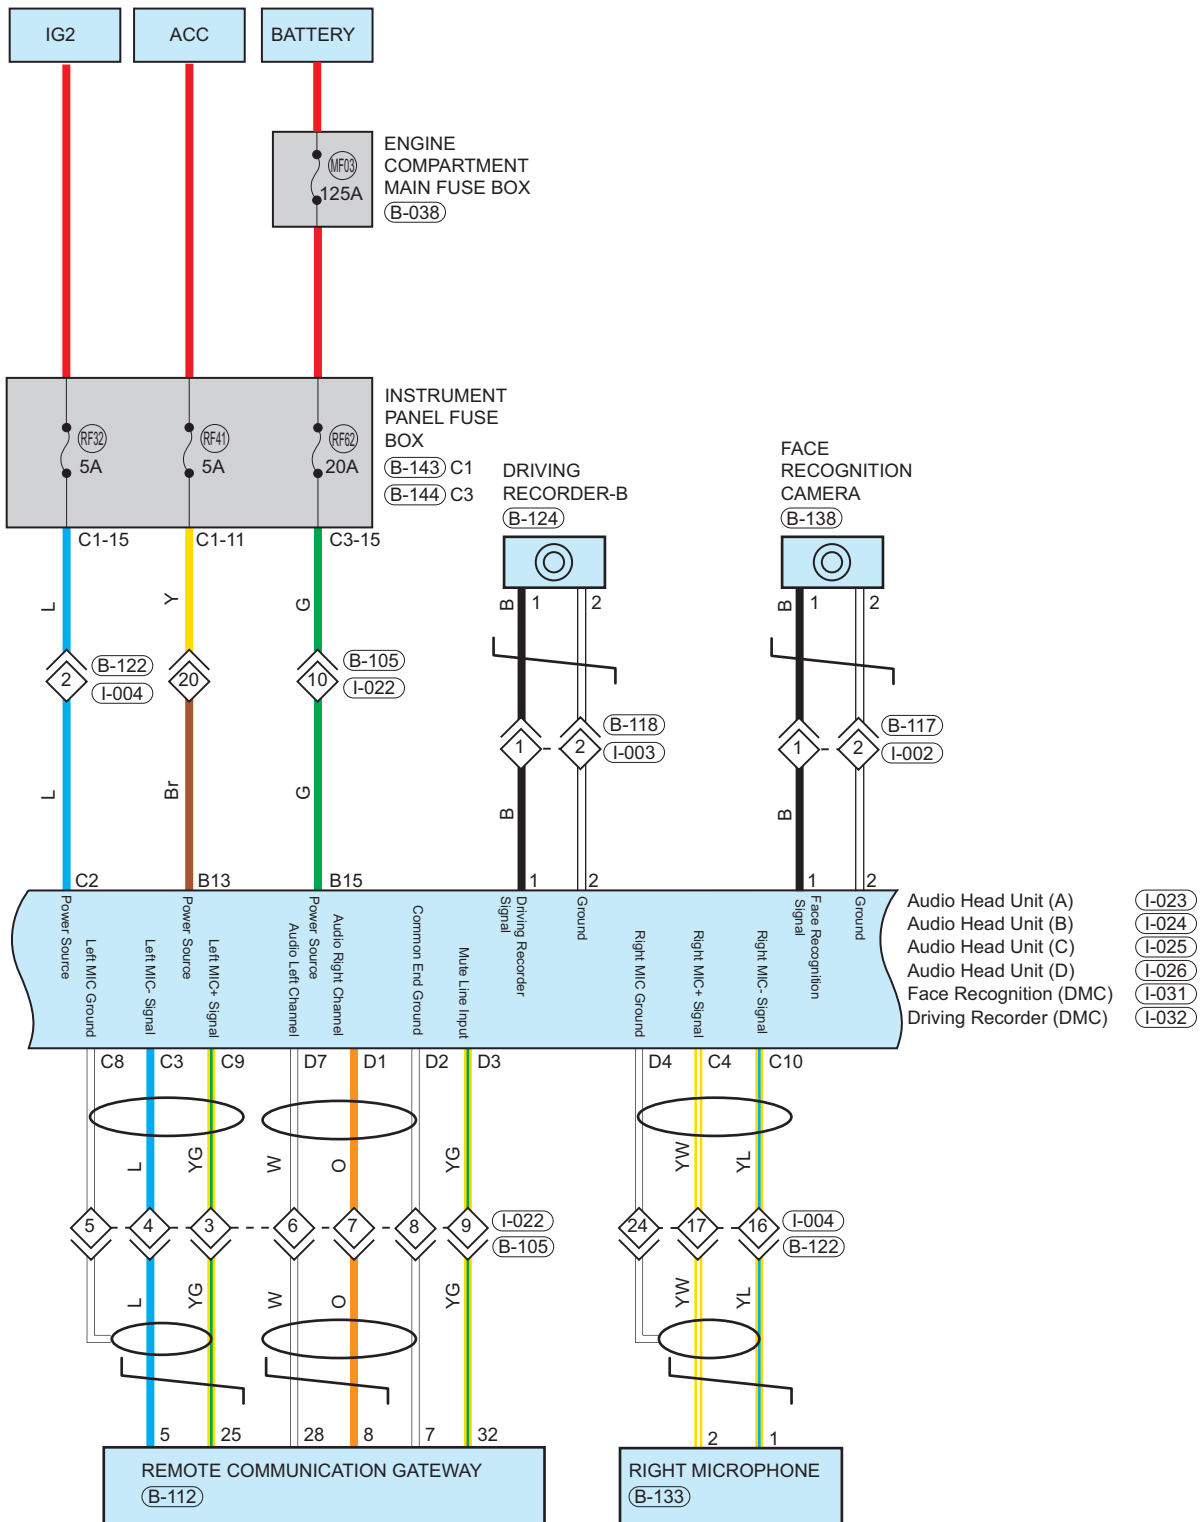 IG2
ACC
BATTERY
MF03
125A
ENGINE
COMPARTMENT
MAIN FUSE BOX
B-038
RF32
5A
RF41
5A
RF62
20A
INSTRUMENT
PANEL FUSE
BOX
B-143 C1
B-144 C3
DRIVING
RECORDER-B
B-124
FACE
RECOGNITION
CAMERA
B-138
C1-15
C1-11
C3-15
L
Y
G
B
1
2
B
1
2
2
B-122
I-004
20
10
B-105
I-022
1
2
B-118
I-003
1
2
B-117
I-002
L
Br
G
B
B
C2
B13
B15
1
2
1
2
Power Source
Left MIC Ground
Left MIC- Signal
Power Source
Left MIC+ Signal
Audio Left Channel
Power Source
Audio Right Channel
Common End Ground
Mute Line Input
Driving Recorder
Signal
Ground
Right MIC Ground
Right MIC+ Signal
Right MIC- Signal
Face Recognition
Signal
Ground
Audio Head Unit (A) I-023
Audio Head Unit (B) I-024
Audio Head Unit (C) I-025
Audio Head Unit (D) I-026
Face Recognition (DMC) I-031
Driving Recorder (DMC) I-032
C8
C3
C9
D7
D1
D2
D3
D4
C4
C10
L
YG
W
O
YG
YW
YL
5
4
3
6
7
8
9
I-022
B-105
24
17
16
I-004
B-122
L
YG
W
O
YG
YW
YL
5
25
28
8
7
32
2
1
REMOTE COMMUNICATION GATEWAY
B-112
RIGHT MICROPHONE
B-133